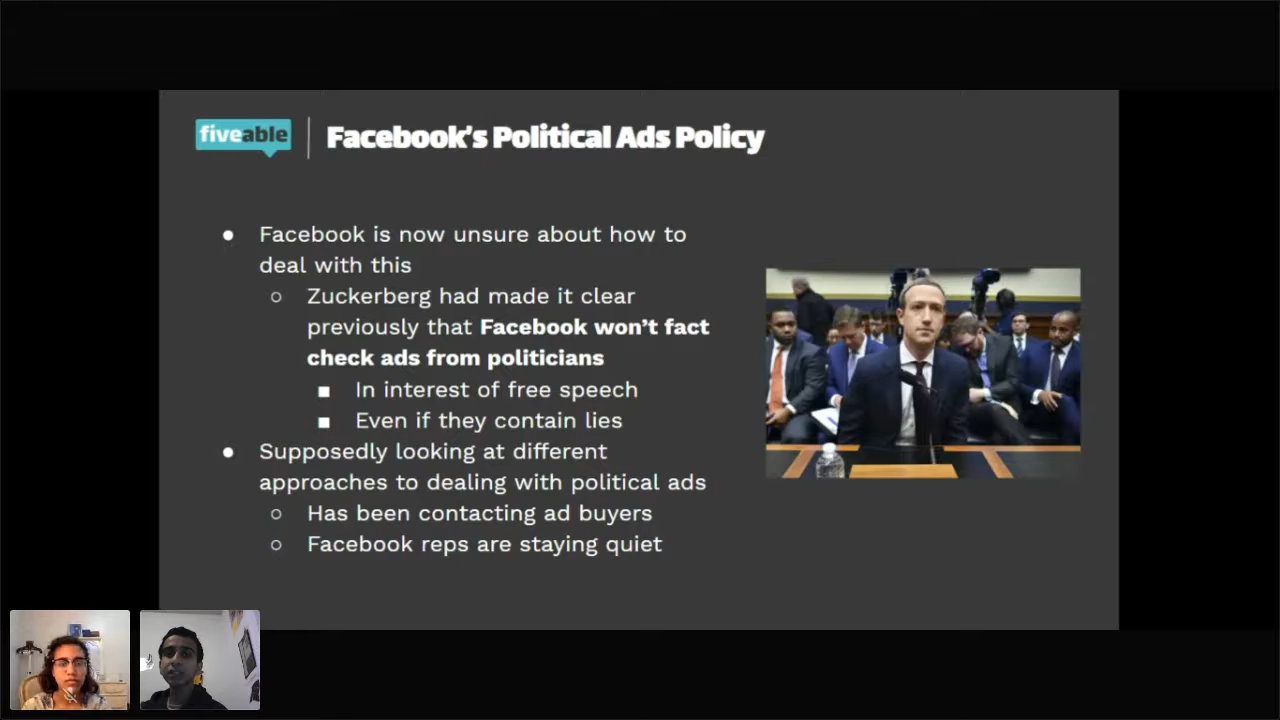 fiveable
Facebook's Political Ads Policy
● Facebook is now unsure about how to
deal with this
○ Zuckerberg had made it clear
previously that Facebook won't fact
check ads from politicians
■ In interest of free speech
■ Even if they contain lies
● Supposedly looking at different
approaches to dealing with political ads
○ Has been contacting ad buyers
○ Facebook reps are staying quiet